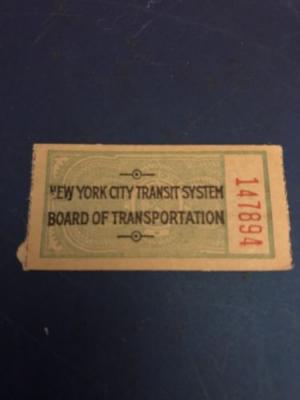 NEW YORK CITY TRANSIT SYSTEM
BOARD OF TRANSPORTATION
147894